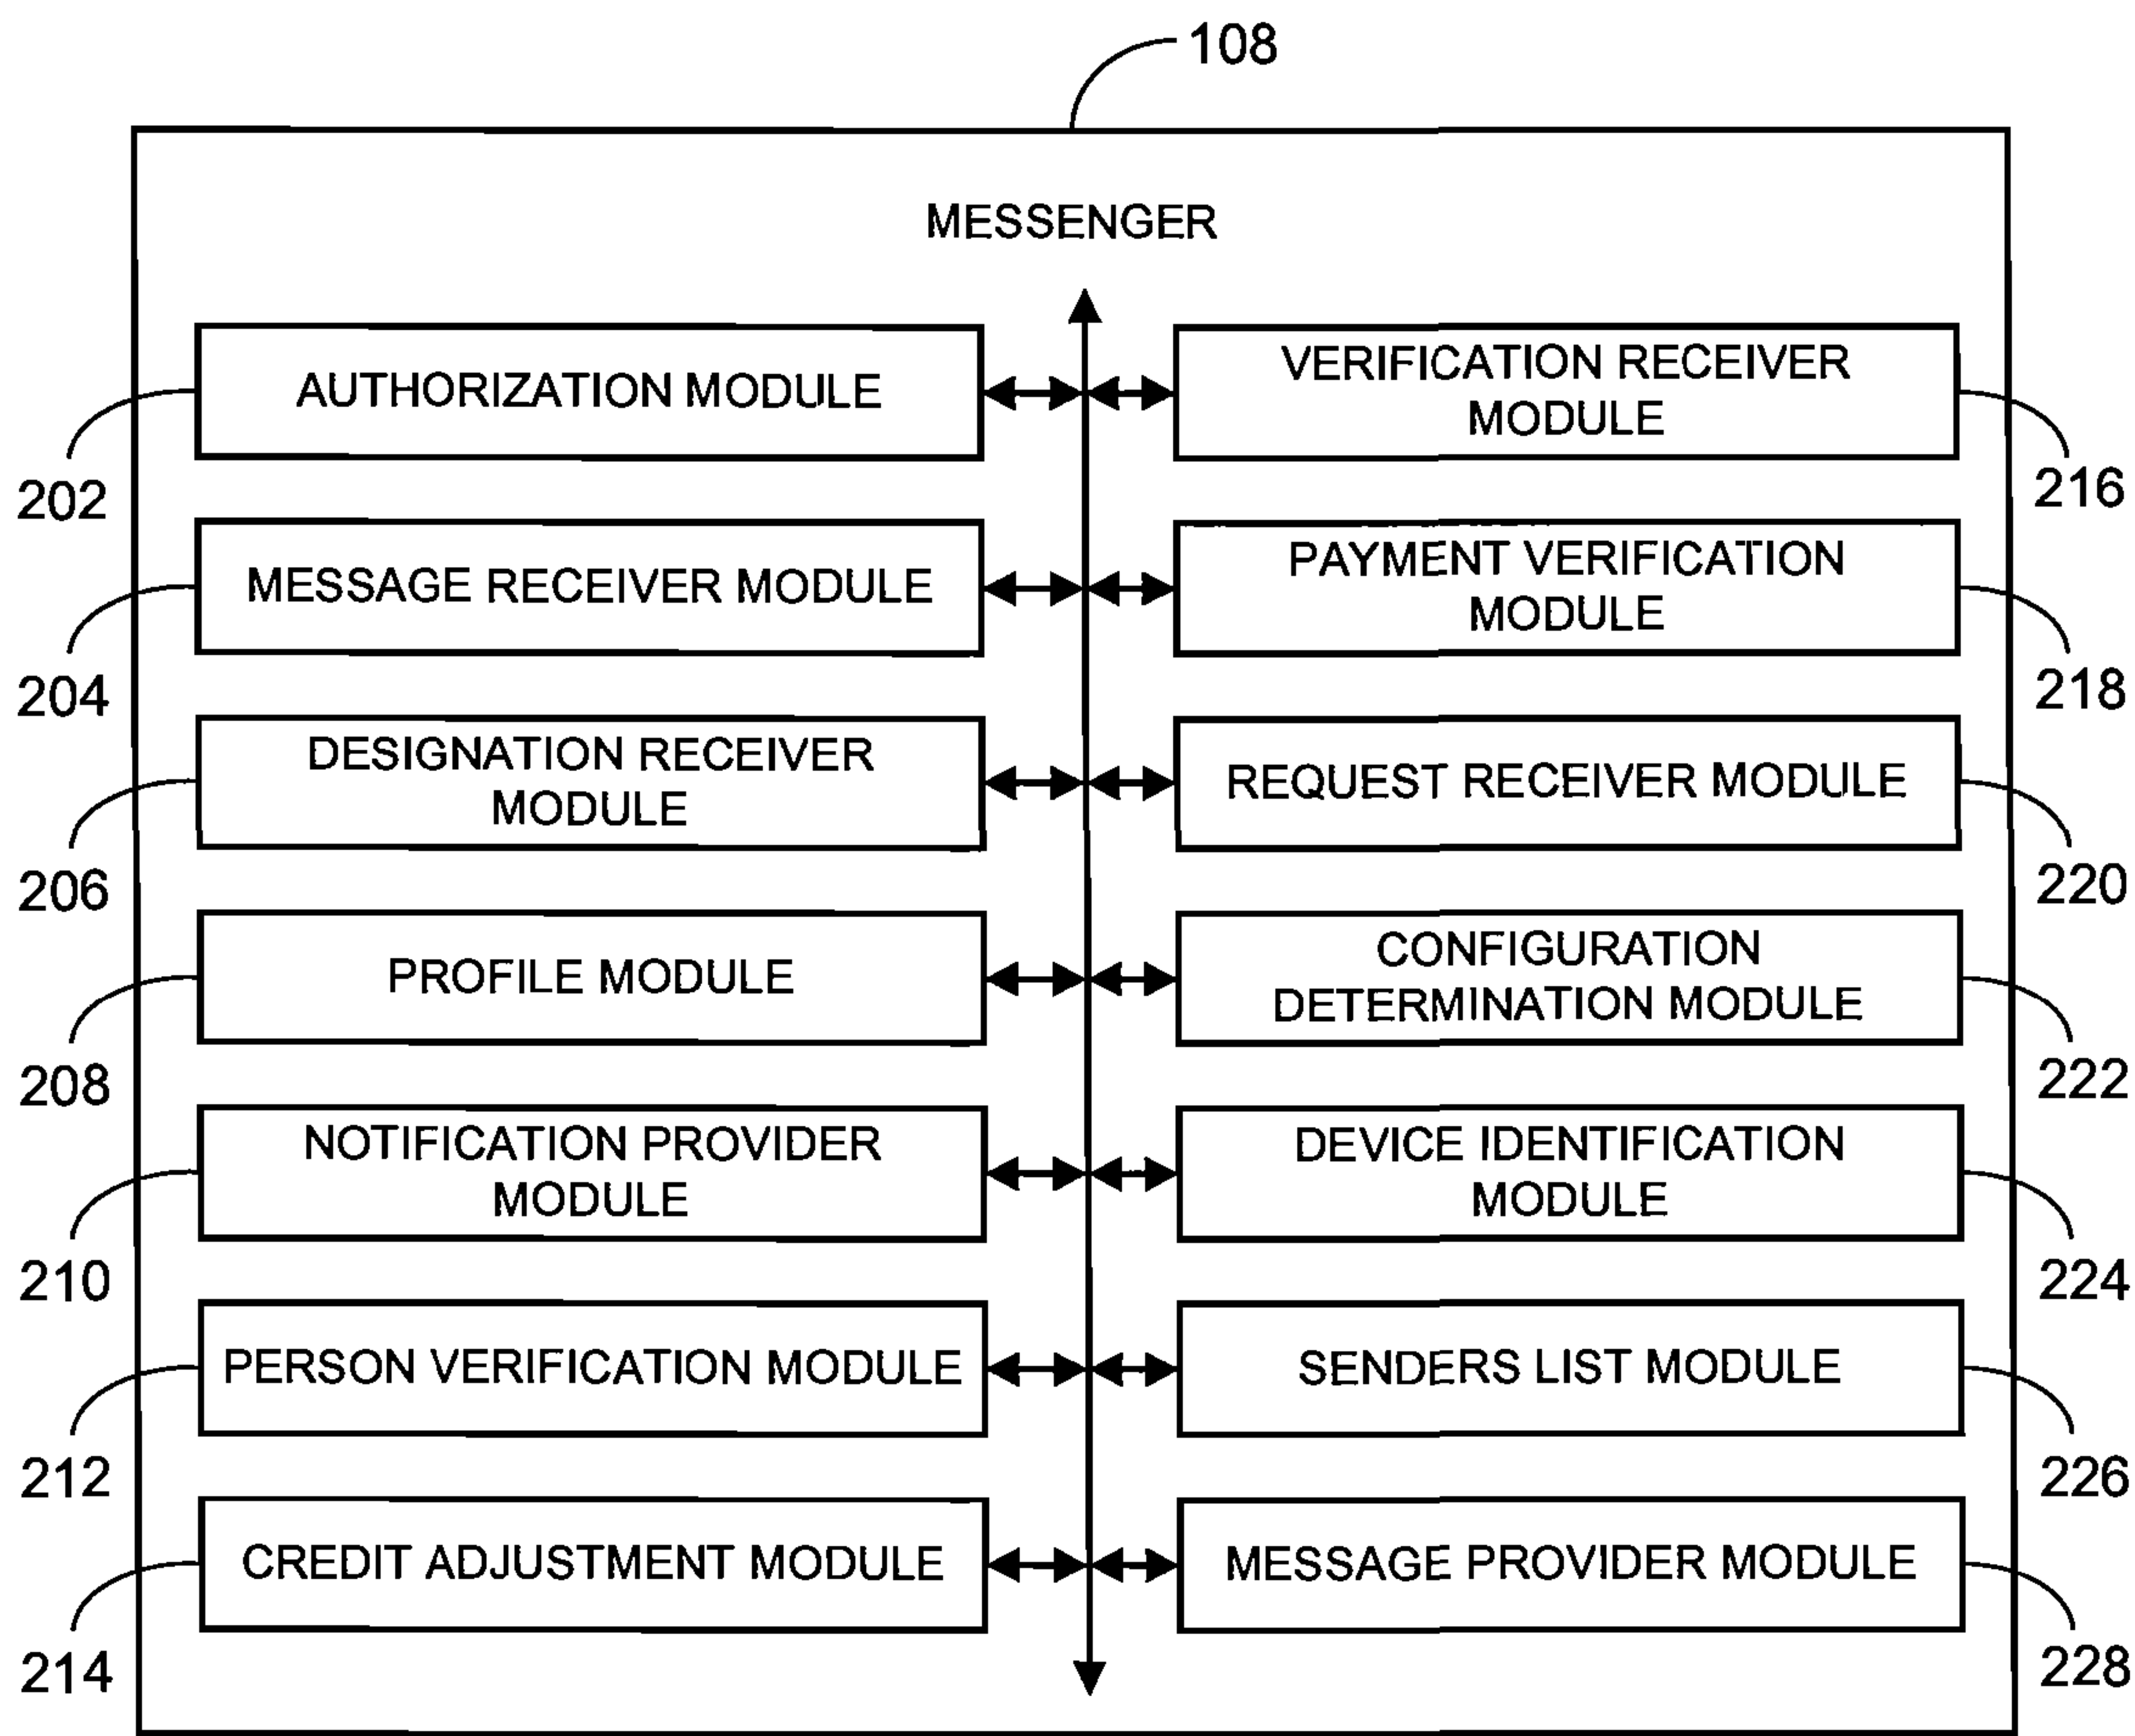 108
MESSENGER
AUTHORIZATION MODULE
202
MESSAGE RECEIVER MODULE
204
DESIGNATION RECEIVER
MODULE
206
PROFILE MODULE
208
NOTIFICATION PROVIDER
MODULE
210
PERSON VERIFICATION MODULE
212
CREDIT ADJUSTMENT MODULE
214
VERIFICATION RECEIVER
MODULE
216
PAYMENT VERIFICATION
MODULE
218
REQUEST RECEIVER MODULE
220
CONFIGURATION
DETERMINATION MODULE
222
DEVICE IDENTIFICATION
MODULE
224
SENDERS LIST MODULE
226
MESSAGE PROVIDER MODULE
228